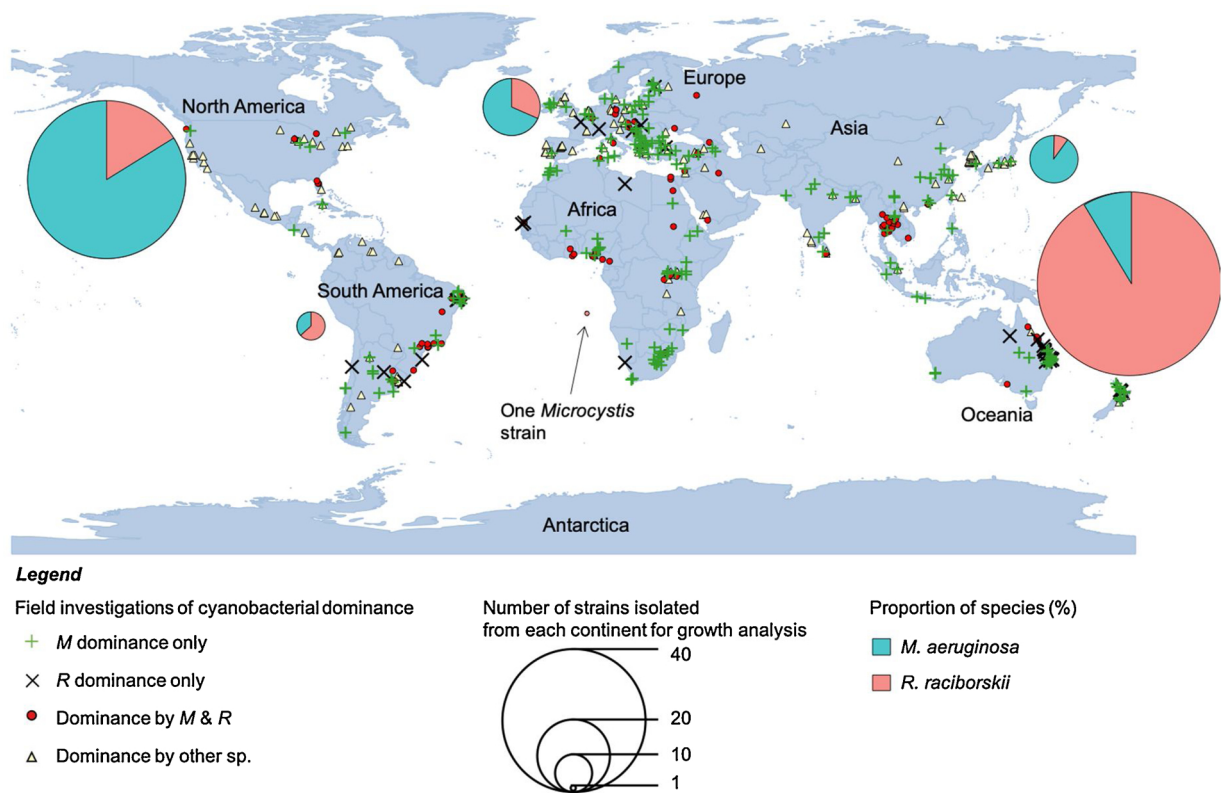 North America
Europe
Asia
Africa
South America
One Microcystis
strain
Oceania
Antarctica
Legend
Field investigations of cyanobacterial dominance
M dominance only
R dominance only
Dominance by M & R
Dominance by other sp.
Number of strains isolated
from each continent for growth analysis
40
20
10
1
Proportion of species (%)
M. aeruginosa
R. raciborskii